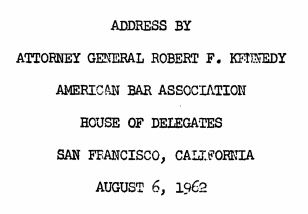 ADDRESS BY
ATTORNEY GENERAL ROBERT F. KENNEDY
AMERICAN BAR ASSOCIATION
HOUSE OF DELEGATES
SAN FRANCISCO, CALIFORNIA
AUGUST 6, 1962